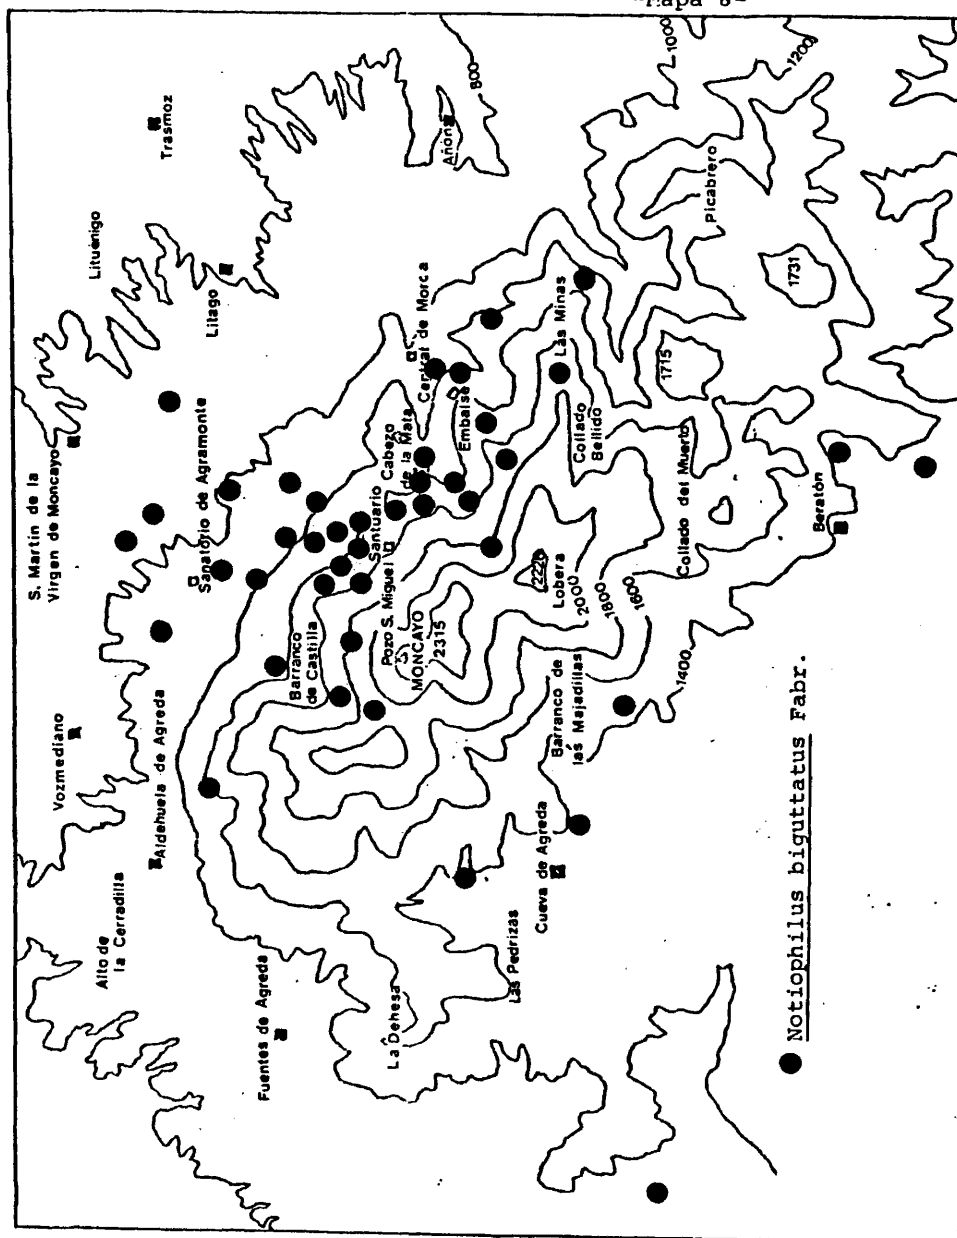 -Mapa 8-
S. Martin de la
Virgen de Moncayo
Vozmediano
Alto de
la Cerradilla
Aldehuela de Agreda
Fuentes de Agreda
La Dehesa
Las Pedrizas
Cueva de Agreda
Barranco de
las Majadillas
Sanatorio de Agramonte
Lituenigo
Litago
Trasmoz
Añón
800
1000
1200
Barranco
de Castilla
Pozo S. Miguel
Santuario
Cabezo
de la Mata
Central de Morca
Embalse
Las Minas
MONCAYO
2315
Lobera
2226
Collado
Bellido
Collado del Muerto
Beratón
Picabrero
1731
1715
2000
1800
1600
1400
Notiophilus biguttatus Fabr.